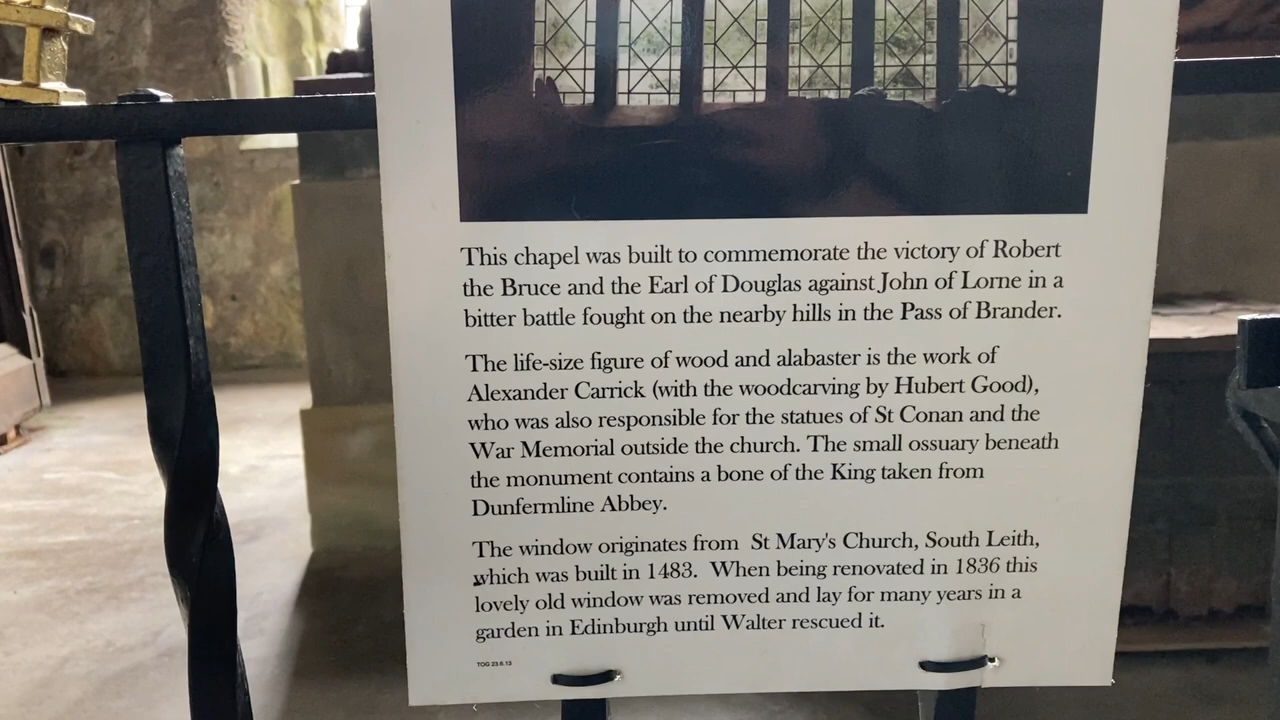 This chapel was built to commemorate the victory of Robert
the Bruce and the Earl of Douglas against John of Lorne in a
bitter battle fought on the nearby hills in the Pass of Brander.
The life-size figure of wood and alabaster is the work of
Alexander Carrick (with the woodcarving by Hubert Good),
who was also responsible for the statues of St Conan and the
War Memorial outside the church. The small ossuary beneath
the monument contains a bone of the King taken from
Dunfermline Abbey.
The window originates from St Mary's Church, South Leith,
which was built in 1483. When being renovated in 1836 this
lovely old window was removed and lay for many years in a
garden in Edinburgh until Walter rescued it.
TOG 23.6.13